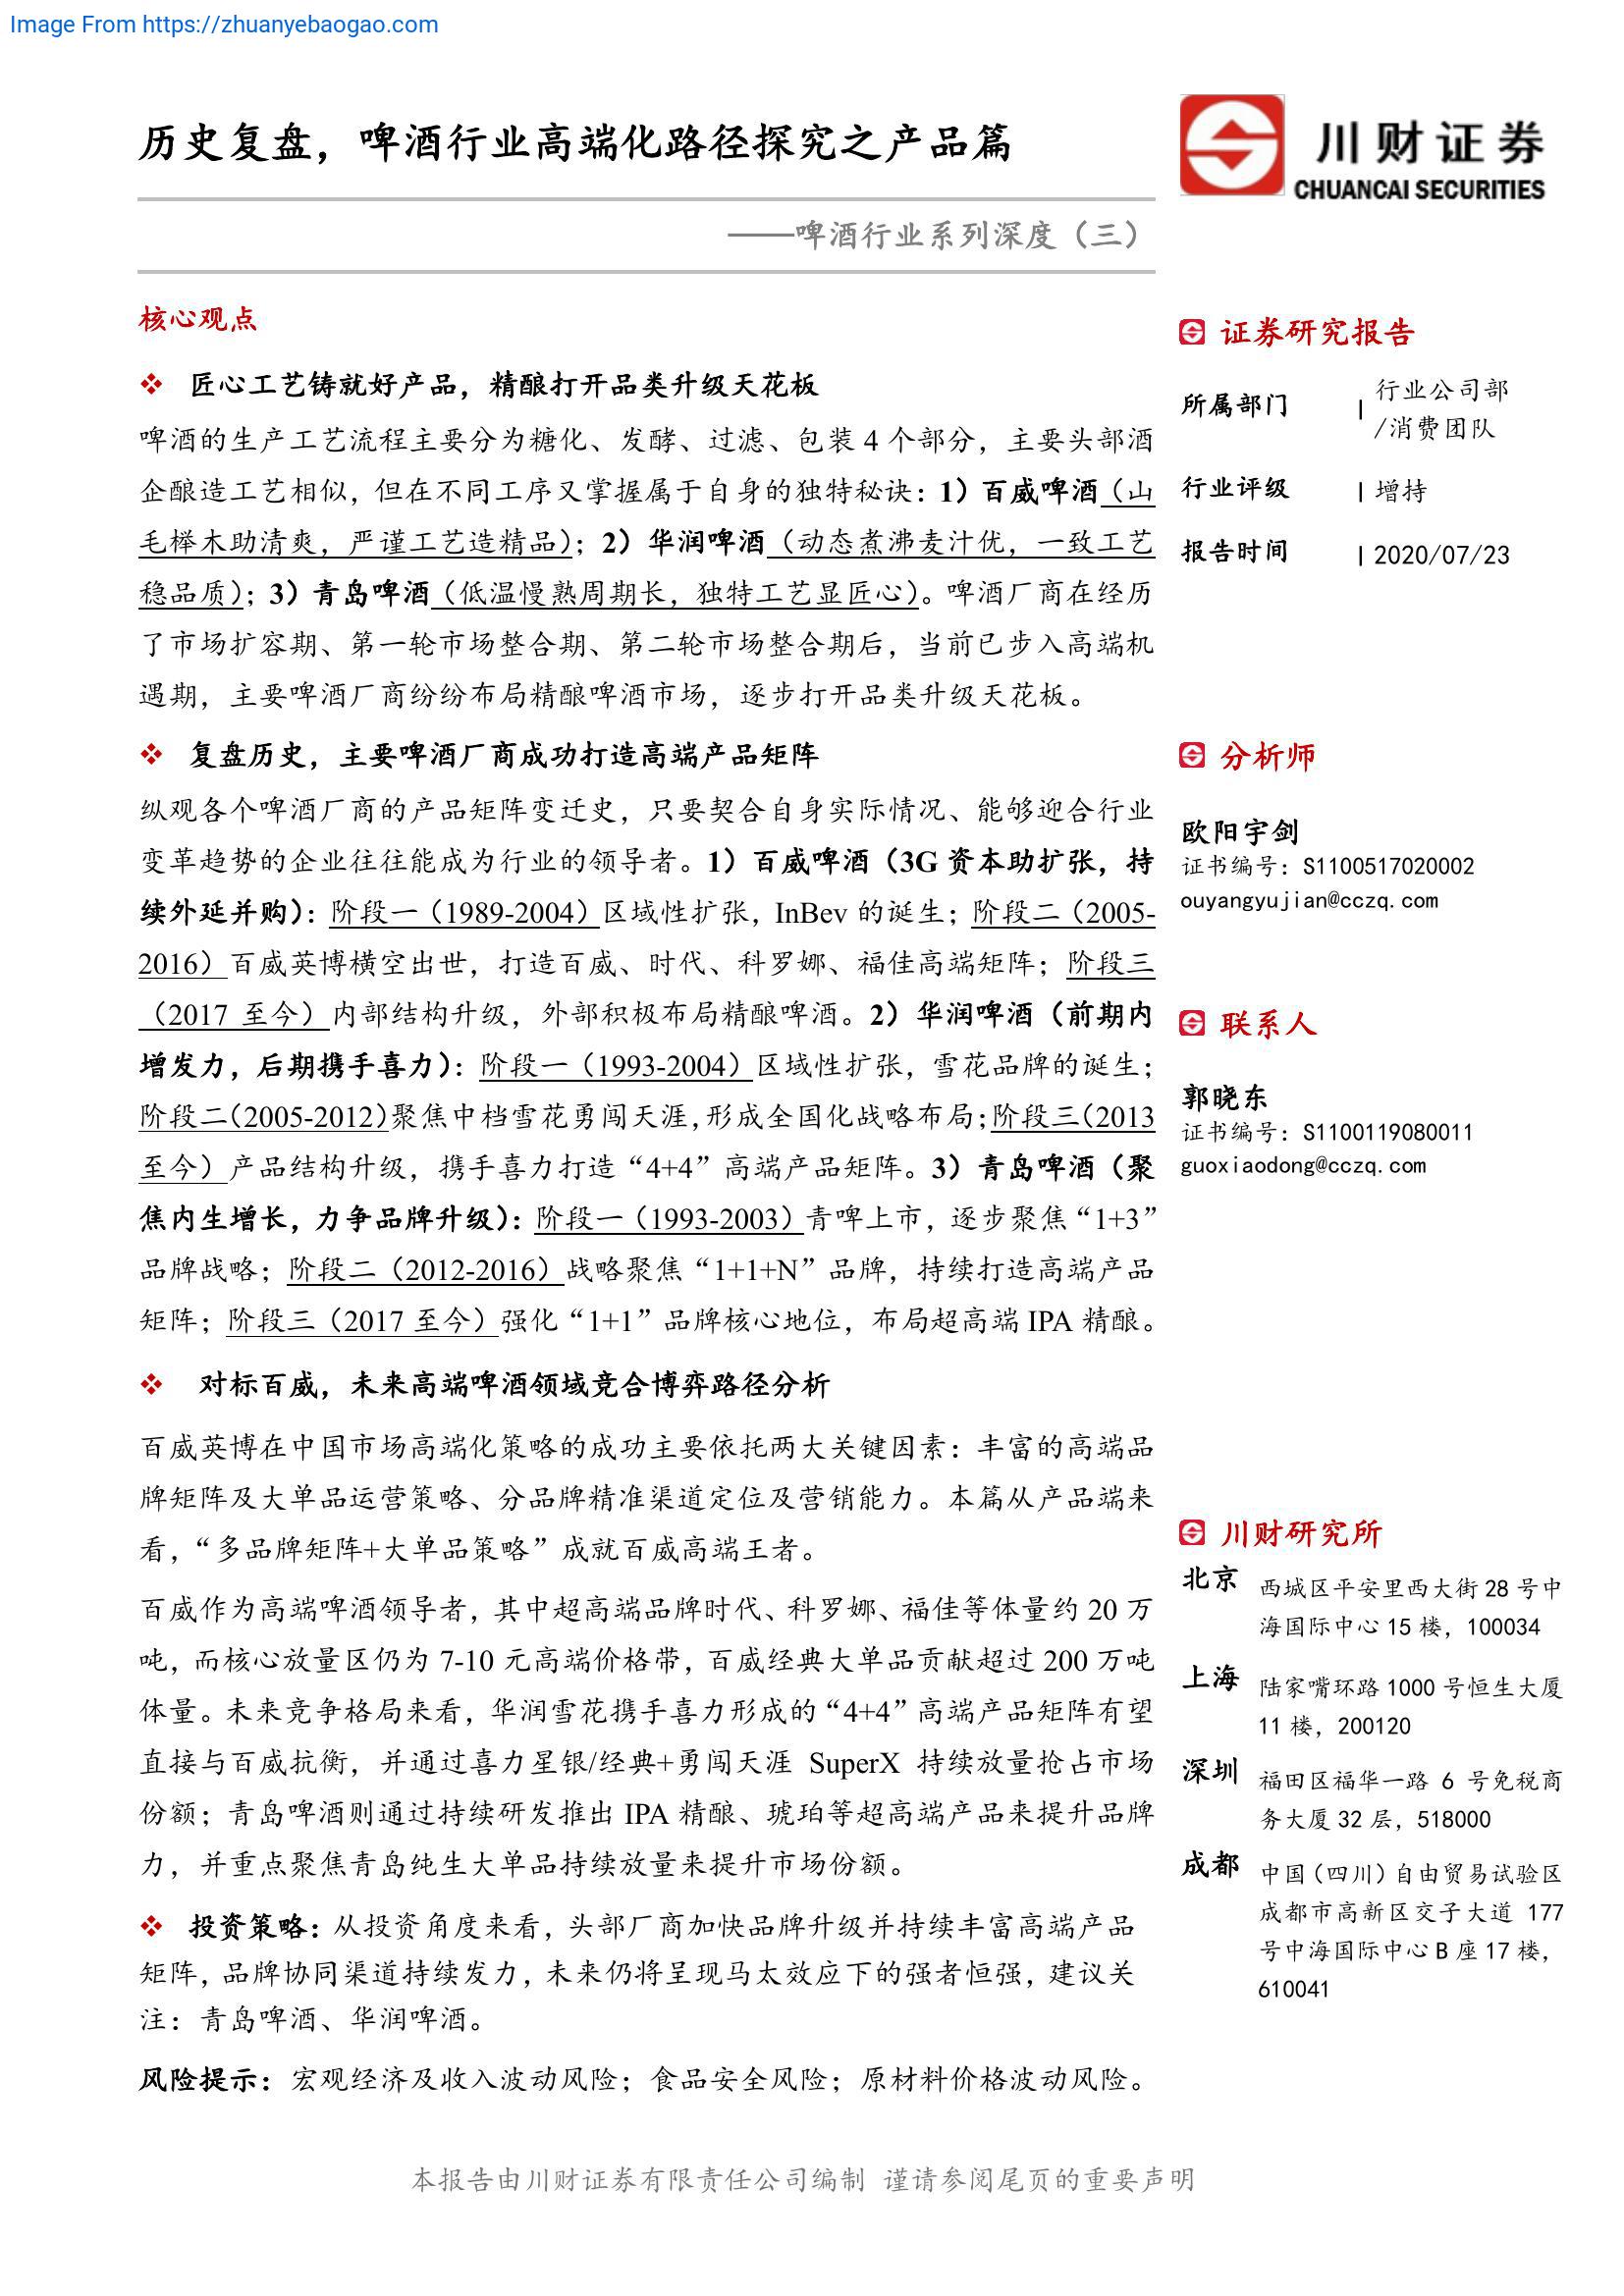 Image From https://zhuanyebaogao.com
历史复盘，啤酒行业高端化路径探究之产品篇
——啤酒行业系列深度（三）
川财证券
CHUANCAI SECURITIES
核心观点
❖ 匠心工艺铸就好产品，精酿打开品类升级天花板
啤酒的生产工艺流程主要分为糖化、发酵、过滤、包装 4 个部分，主要头部酒
企酿造工艺相似，但在不同工序又掌握属于自身的独特秘诀：1）百威啤酒（山
毛榉木助清爽，严谨工艺造精品）；2）华润啤酒（动态煮沸麦汁优，一致工艺
稳品质）；3）青岛啤酒（低温慢熟周期长，独特工艺显匠心）。啤酒厂商在经历
了市场扩容期、第一轮市场整合期、第二轮市场整合期后，当前已步入高端机
遇期，主要啤酒厂商纷纷布局精酿啤酒市场，逐步打开品类升级天花板。
❖ 复盘历史，主要啤酒厂商成功打造高端产品矩阵
纵观各个啤酒厂商的产品矩阵变迁史，只要契合自身实际情况、能够迎合行业
变革趋势的企业往往能成为行业的领导者。1）百威啤酒（3G 资本助扩张，持
续外延并购）：阶段一（1989-2004）区域性扩张，InBev 的诞生；阶段二（2005-
2016）百威英博横空出世，打造百威、时代、科罗娜、福佳高端矩阵；阶段三
（2017 至今）内部结构升级，外部积极布局精酿啤酒。2）华润啤酒（前期内
增发力，后期携手喜力）：阶段一（1993-2004）区域性扩张，雪花品牌的诞生；
阶段二（2005-2012）聚焦中档雪花勇闯天涯，形成全国化战略布局；阶段三（2013
至今）产品结构升级，携手喜力打造“4+4”高端产品矩阵。3）青岛啤酒（聚
焦内生增长，力争品牌升级）：阶段一（1993-2003）青啤上市，逐步聚焦“1+3”
品牌战略；阶段二（2012-2016）战略聚焦“1+1+N”品牌，持续打造高端产品
矩阵；阶段三（2017 至今）强化“1+1”品牌核心地位，布局超高端 IPA 精酿。
❖ 对标百威，未来高端啤酒领域竞合博弈路径分析
百威英博在中国市场高端化策略的成功主要依托两大关键因素：丰富的高端品
牌矩阵及大单品运营策略、分品牌精准渠道定位及营销能力。本篇从产品端来
看，“多品牌矩阵+大单品策略”成就百威高端王者。
百威作为高端啤酒领导者，其中超高端品牌时代、科罗娜、福佳等体量约 20 万
吨，而核心放量区仍为 7-10 元高端价格带，百威经典大单品贡献超过 200 万吨
体量。未来竞争格局来看，华润雪花携手喜力形成的“4+4”高端产品矩阵有望
直接与百威抗衡，并通过喜力星银/经典+勇闯天涯 SuperX 持续放量抢占市场
份额；青岛啤酒则通过持续研发推出 IPA 精酿、琥珀等超高端产品来提升品牌
力，并重点聚焦青岛纯生大单品持续放量来提升市场份额。
❖ 投资策略：从投资角度来看，头部厂商加快品牌升级并持续丰富高端产品
矩阵，品牌协同渠道持续发力，未来仍将呈现马太效应下的强者恒强，建议关
注：青岛啤酒、华润啤酒。
风险提示：宏观经济及收入波动风险；食品安全风险；原材料价格波动风险。
证券研究报告
所属部门 | 行业公司部
/消费团队
行业评级 | 增持
报告时间 | 2020/07/23
分析师
欧阳宇剑
证书编号：S1100517020002
ouyangyujian@cczq.com
联系人
郭晓东
证书编号：S1100119080011
guoxiaodong@cczq.com
川财研究所
北京 西城区平安里西大街 28 号中
海国际中心 15 楼，100034
上海 陆家嘴环路 1000 号恒生大厦
11 楼，200120
深圳 福田区福华一路 6 号免税商
务大厦 32 层，518000
成都 中国（四川）自由贸易试验区
成都市高新区交子大道 177
号中海国际中心 B 座 17 楼，
610041
本报告由川财证券有限责任公司编制 谨请参阅尾页的重要声明